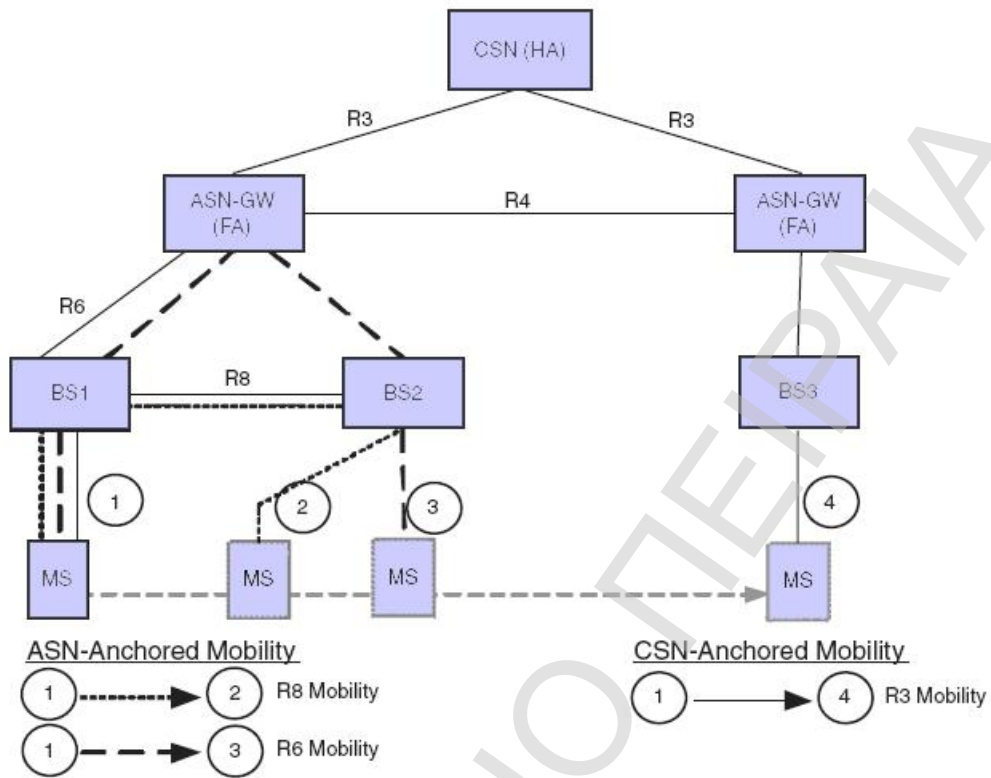 CSN (HA)
R3
R3
ASN-GW
(FA)
R4
ASN-GW
(FA)
R6
BS1
R8
BS2
BS3
1
2
3
4
MS
MS
MS
MS
ASN-Anchored Mobility
1
2
R8 Mobility
1
3
R6 Mobility
CSN-Anchored Mobility
1
4
R3 Mobility
ΝΟ ΠΕΙΡΑΙΑ